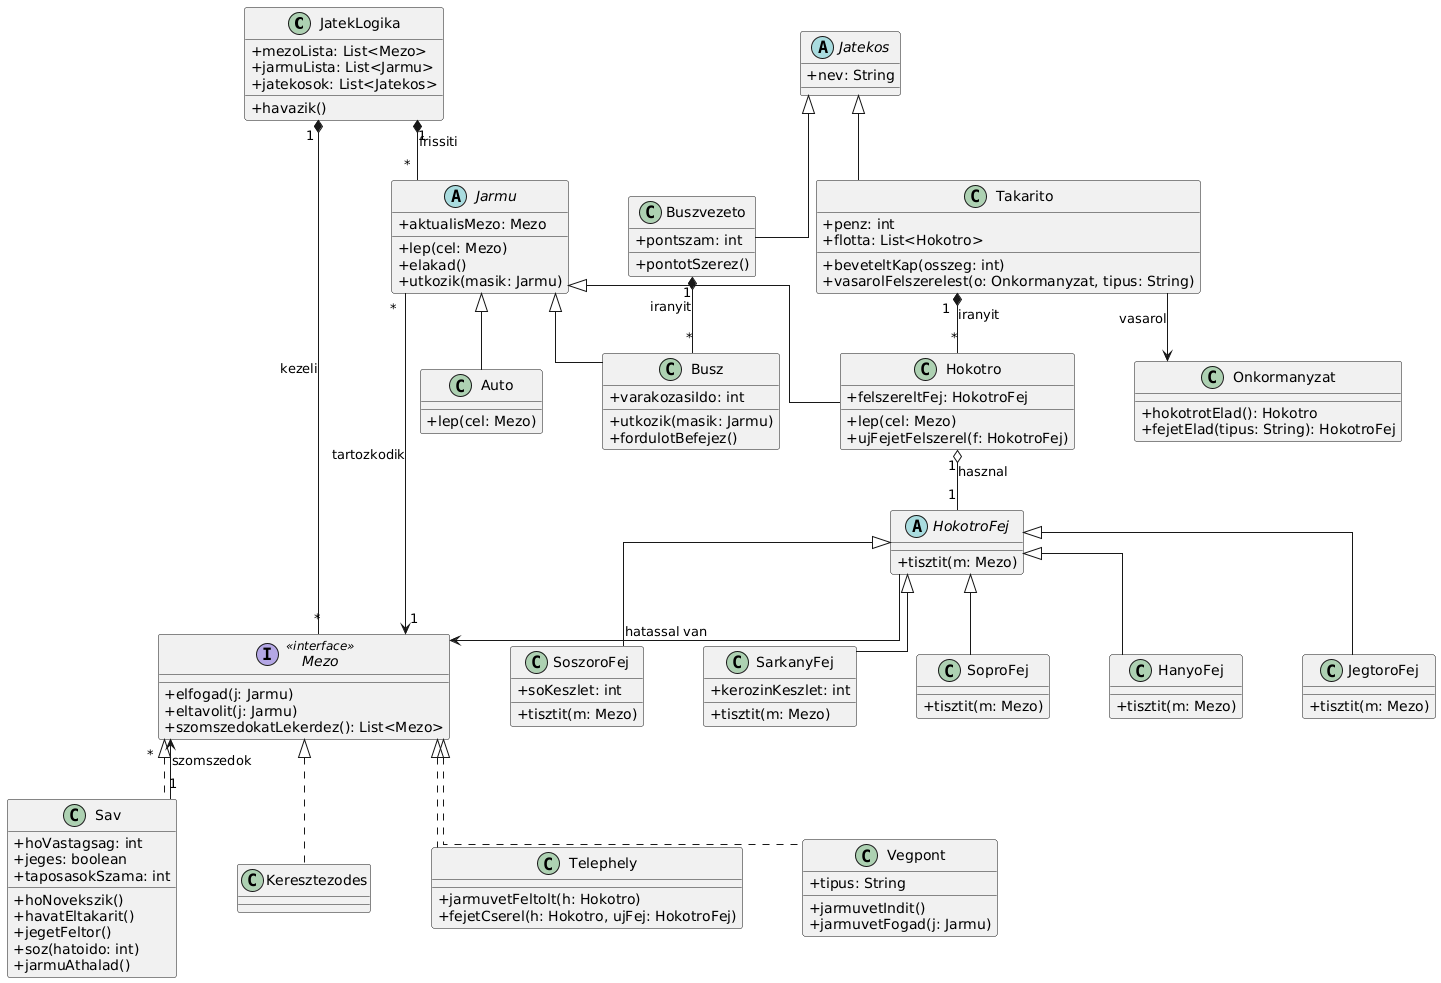 C JatekLogika
+mezoLista: List<Mezo>
+jarmuLista: List<Jarmu>
+jatekosok: List<Jatekos>
+havazik()
A Jatekos
+nev: String
1
1
frissiti
*
kezeli
*
A Jarmu
+aktualisMezo: Mezo
+lep(cel: Mezo)
+elakad()
+utkozik(masik: Jarmu)
C Buszvezeto
+pontszam: int
+pontotSzerez()
C Takarito
+penz: int
+flotta: List<Hokotro>
+beveteltKap(osszeg: int)
+vasarolFelszerelest(o: Onkormanyzat, tipus: String)
*
tartozkodik
1
1
iranyit
*
1
iranyit
*
vasarol
C Auto
+lep(cel: Mezo)
C Busz
+varakozasiIdo: int
+utkozik(masik: Jarmu)
+fordulotBefejez()
C Hokotro
+felszereltFej: HokotroFej
+lep(cel: Mezo)
+ujFejetFelszerel(f: HokotroFej)
C Onkormanyzat
+hokotrotElad(): Hokotro
+fejetElad(tipus: String): HokotroFej
1
hasznal
1
A HokotroFej
+tisztit(m: Mezo)
hatassal van
I «interface»
Mezo
+elfogad(j: Jarmu)
+eltavolit(j: Jarmu)
+szomszedokatLekerdez(): List<Mezo>
C SoszoroFej
+soKeszlet: int
+tisztit(m: Mezo)
C SarkanyFej
+kerozinKeszlet: int
+tisztit(m: Mezo)
C SoproFej
+tisztit(m: Mezo)
C HanyoFej
+tisztit(m: Mezo)
C JegtoroFej
+tisztit(m: Mezo)
*
szomszedok
1
C Sav
+hoVastagsag: int
+jeges: boolean
+taposasokSzama: int
+hoNovekszik()
+havatEltakarit()
+jegetFeltor()
+soz(hatoido: int)
+jarmuAthalad()
C Keresztezodes
C Telephely
+jarmuvetFeltolt(h: Hokotro)
+fejetCserel(h: Hokotro, ujFej: HokotroFej)
C Vegpont
+tipus: String
+jarmuvetIndit()
+jarmuvetFogad(j: Jarmu)